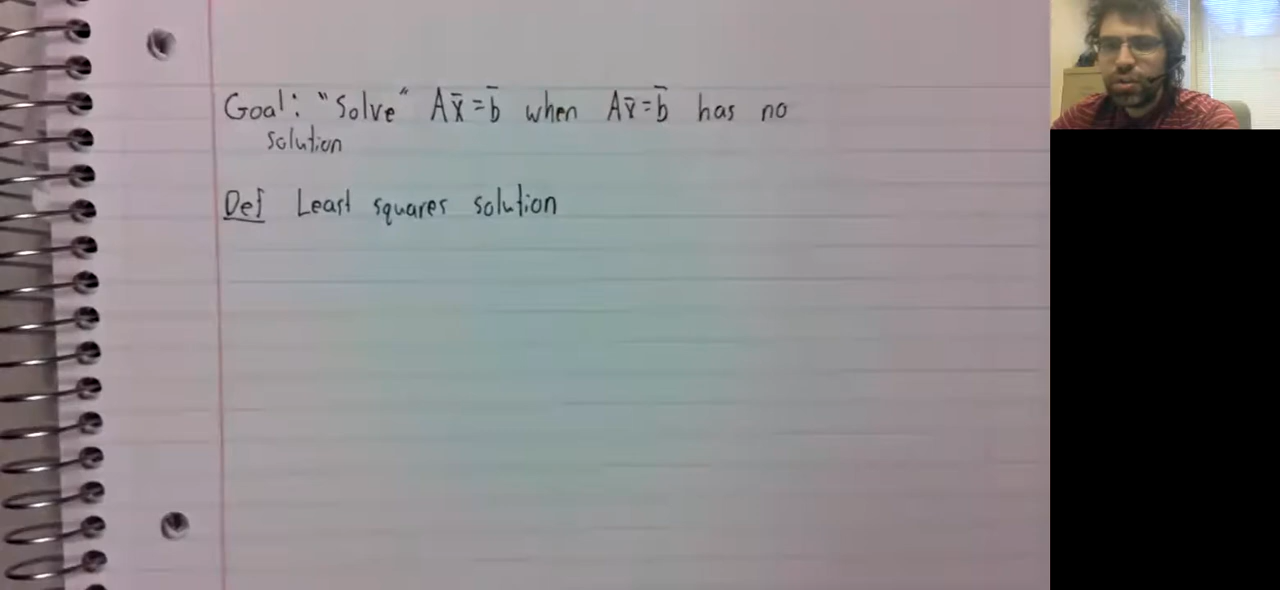 Goal: "Solve" Ax̄=b̄ when Ax̄=b̄ has no
solution
Def Least squares solution